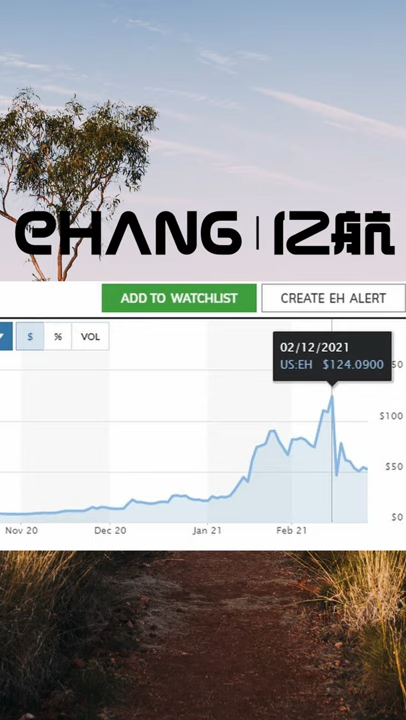 EHANG | 亿航
ADD TO WATCHLIST
CREATE EH ALERT
$ % VOL
02/12/2021
US:EH $124.0900
50
$100
$50
$0
Nov 20 Dec 20 Jan 21 Feb 21